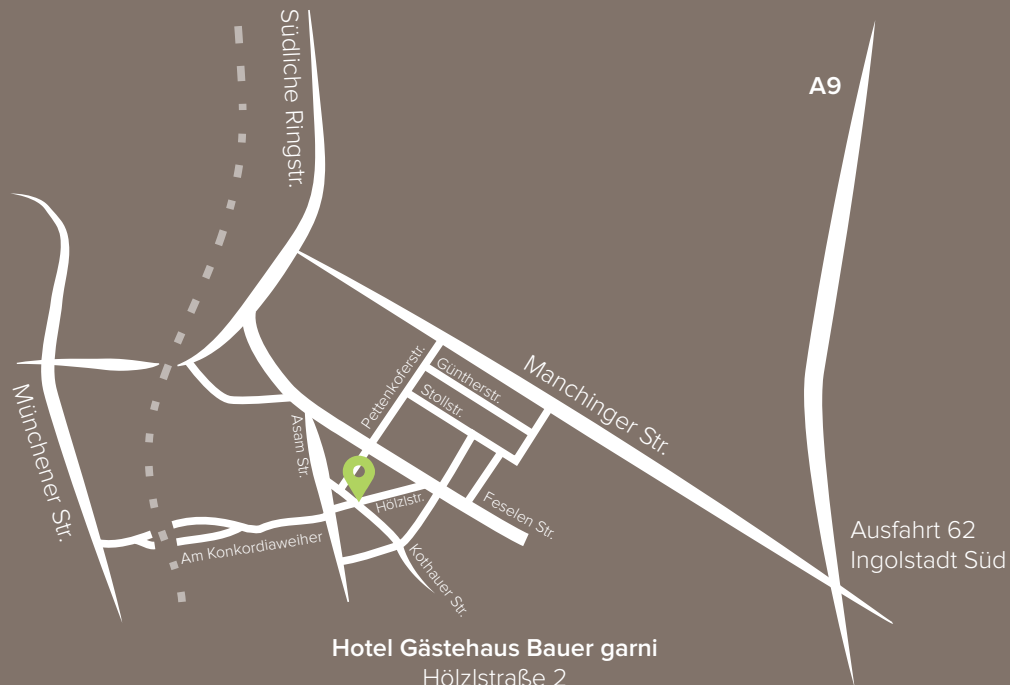 Südliche Ringstr.
A9
Manchinger Str.
Pettenkoferstr.
Güntherstr.
Stollstr.
Münchener Str.
Asam Str.
Hölzlstr.
Feselen Str.
Am Konkordiaweiher
Kothauer Str.
Ausfahrt 62
Ingolstadt Süd
Hotel Gästehaus Bauer garni
Hölzlstraße 2